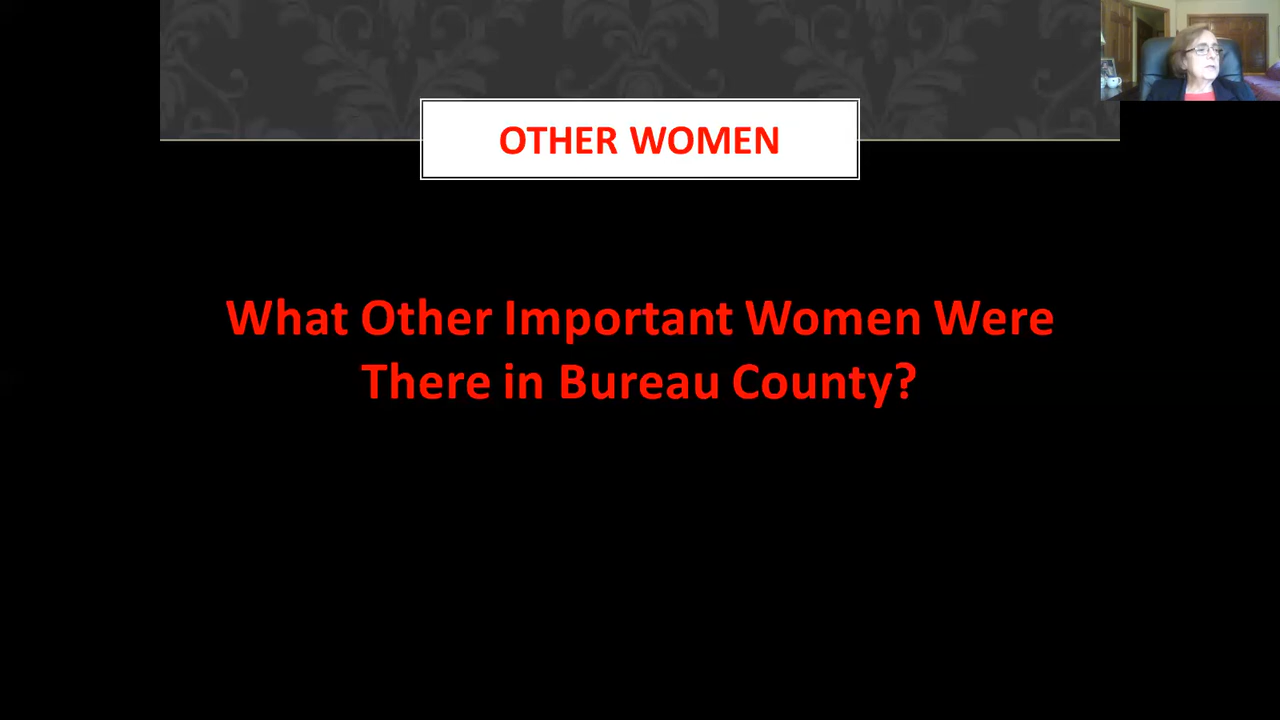 OTHER WOMEN
What Other Important Women Were
There in Bureau County?